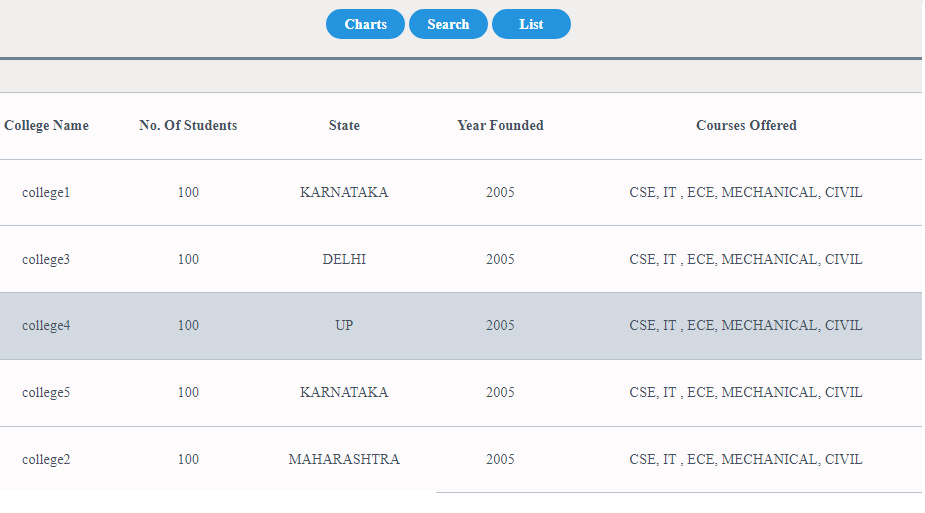 Charts Search List
College Name No. Of Students State Year Founded Courses Offered
college1 100 KARNATAKA 2005 CSE, IT , ECE, MECHANICAL, CIVIL
college3 100 DELHI 2005 CSE, IT , ECE, MECHANICAL, CIVIL
college4 100 UP 2005 CSE, IT , ECE, MECHANICAL, CIVIL
college5 100 KARNATAKA 2005 CSE, IT , ECE, MECHANICAL, CIVIL
college2 100 MAHARASHTRA 2005 CSE, IT , ECE, MECHANICAL, CIVIL